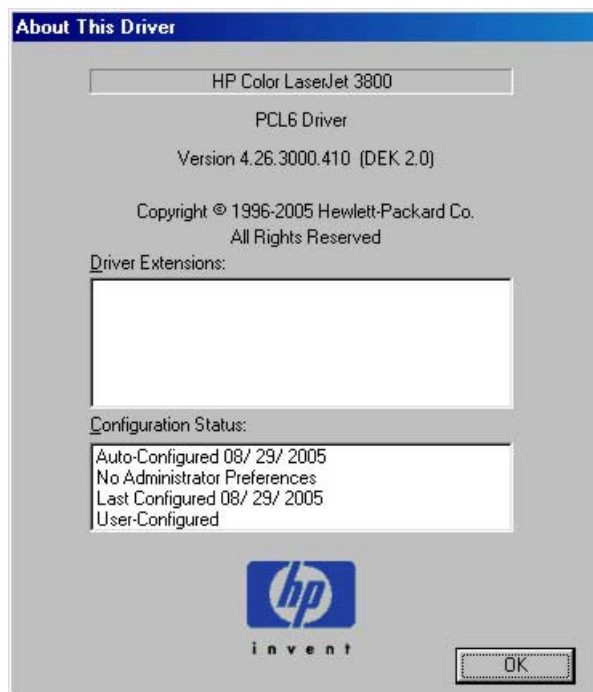 About This Driver
HP Color LaserJet 3800
PCL6 Driver
Version 4.26.3000.410 (DEK 2.0)
Copyright © 1996-2005 Hewlett-Packard Co.
All Rights Reserved
Driver Extensions:
Configuration Status:
Auto-Configured 08/ 29/ 2005
No Administrator Preferences
Last Configured 08/ 29/ 2005
User-Configured
hp
invent
OK